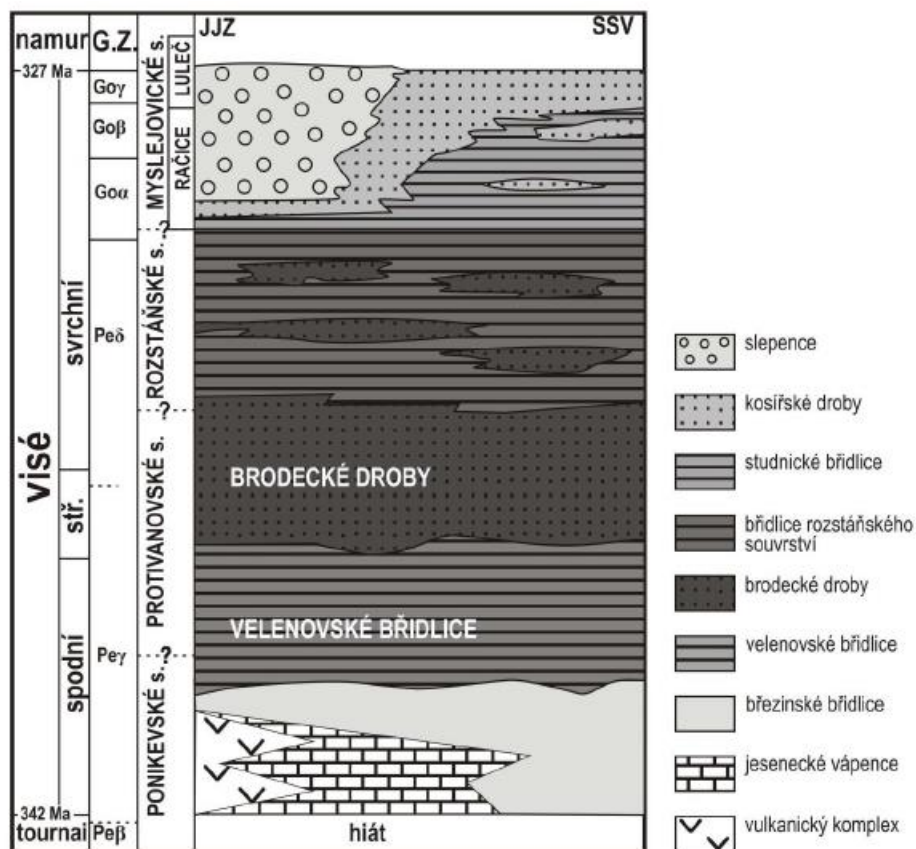 namur G.Z. JJZ SSV
327 Ma
Goγ
Goβ
Goα
Peδ
Peγ
visé
svrchní
stř.
spodní
MYSLEJOVICKÉ s.
LULEČ
RAČICE
?
ROZSTÁŇSKÉ s.
?
PROTIVANOVSKÉ s.
?
PONIKEVSKÉ s.
BRODECKÉ DROBY
VELENOVSKÉ BŘIDLICE
342 Ma
tournai Peβ hiát
slepence
kosířské droby
studnické břidlice
břidlice rozstáňského
souvrství
brodecké droby
velenovské břidlice
březinské břidlice
jesenecké vápence
vulkanický komplex